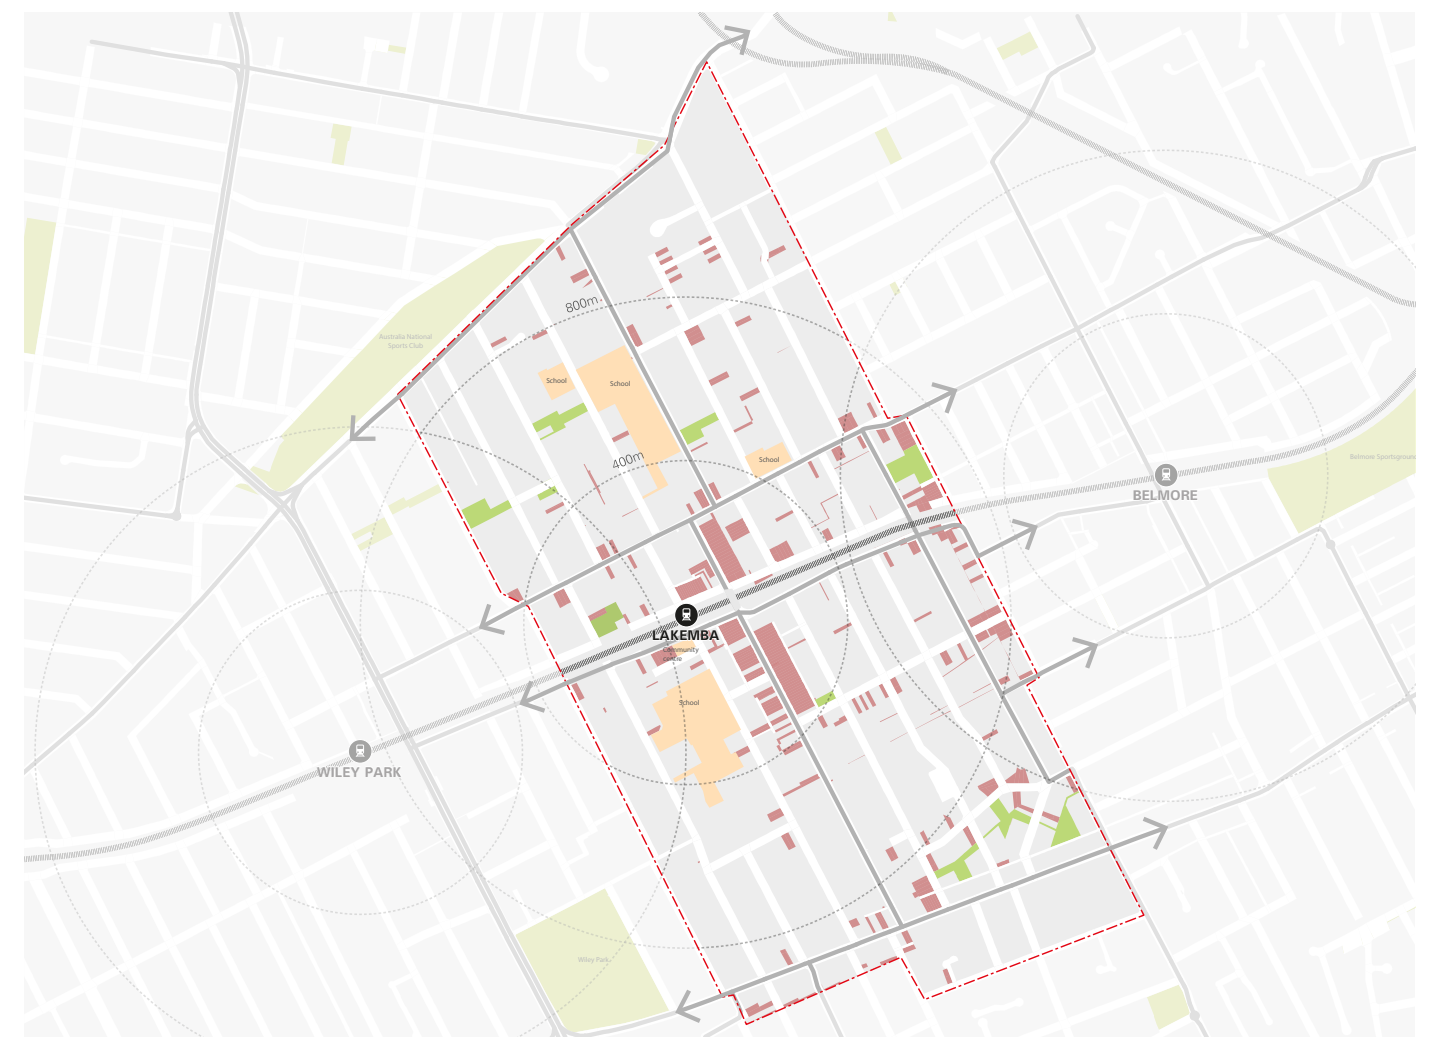 800m
Australia National
Sports Club
School
School
400m
School
BELMORE
Belmore Sportsground
LAKEMBA
Community
centre
School
WILEY PARK
Wiley Park